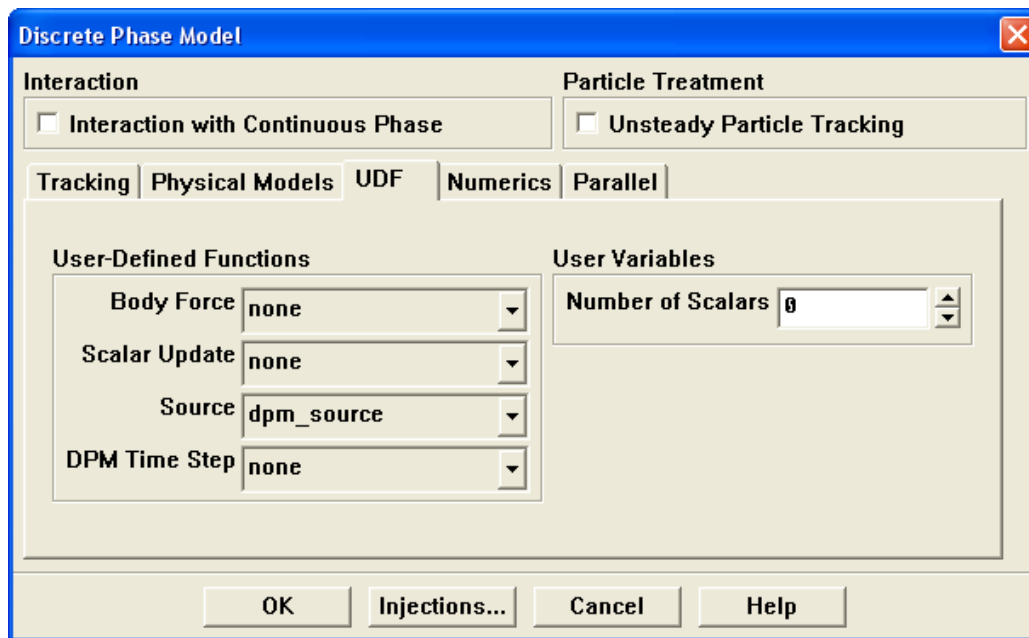 Discrete Phase Model
Interaction
Particle Treatment
Interaction with Continuous Phase
Unsteady Particle Tracking
Tracking Physical Models UDF Numerics Parallel
User-Defined Functions
User Variables
Body Force none
Number of Scalars 0
Scalar Update none
Source dpm_source
DPM Time Step none
OK Injections... Cancel Help